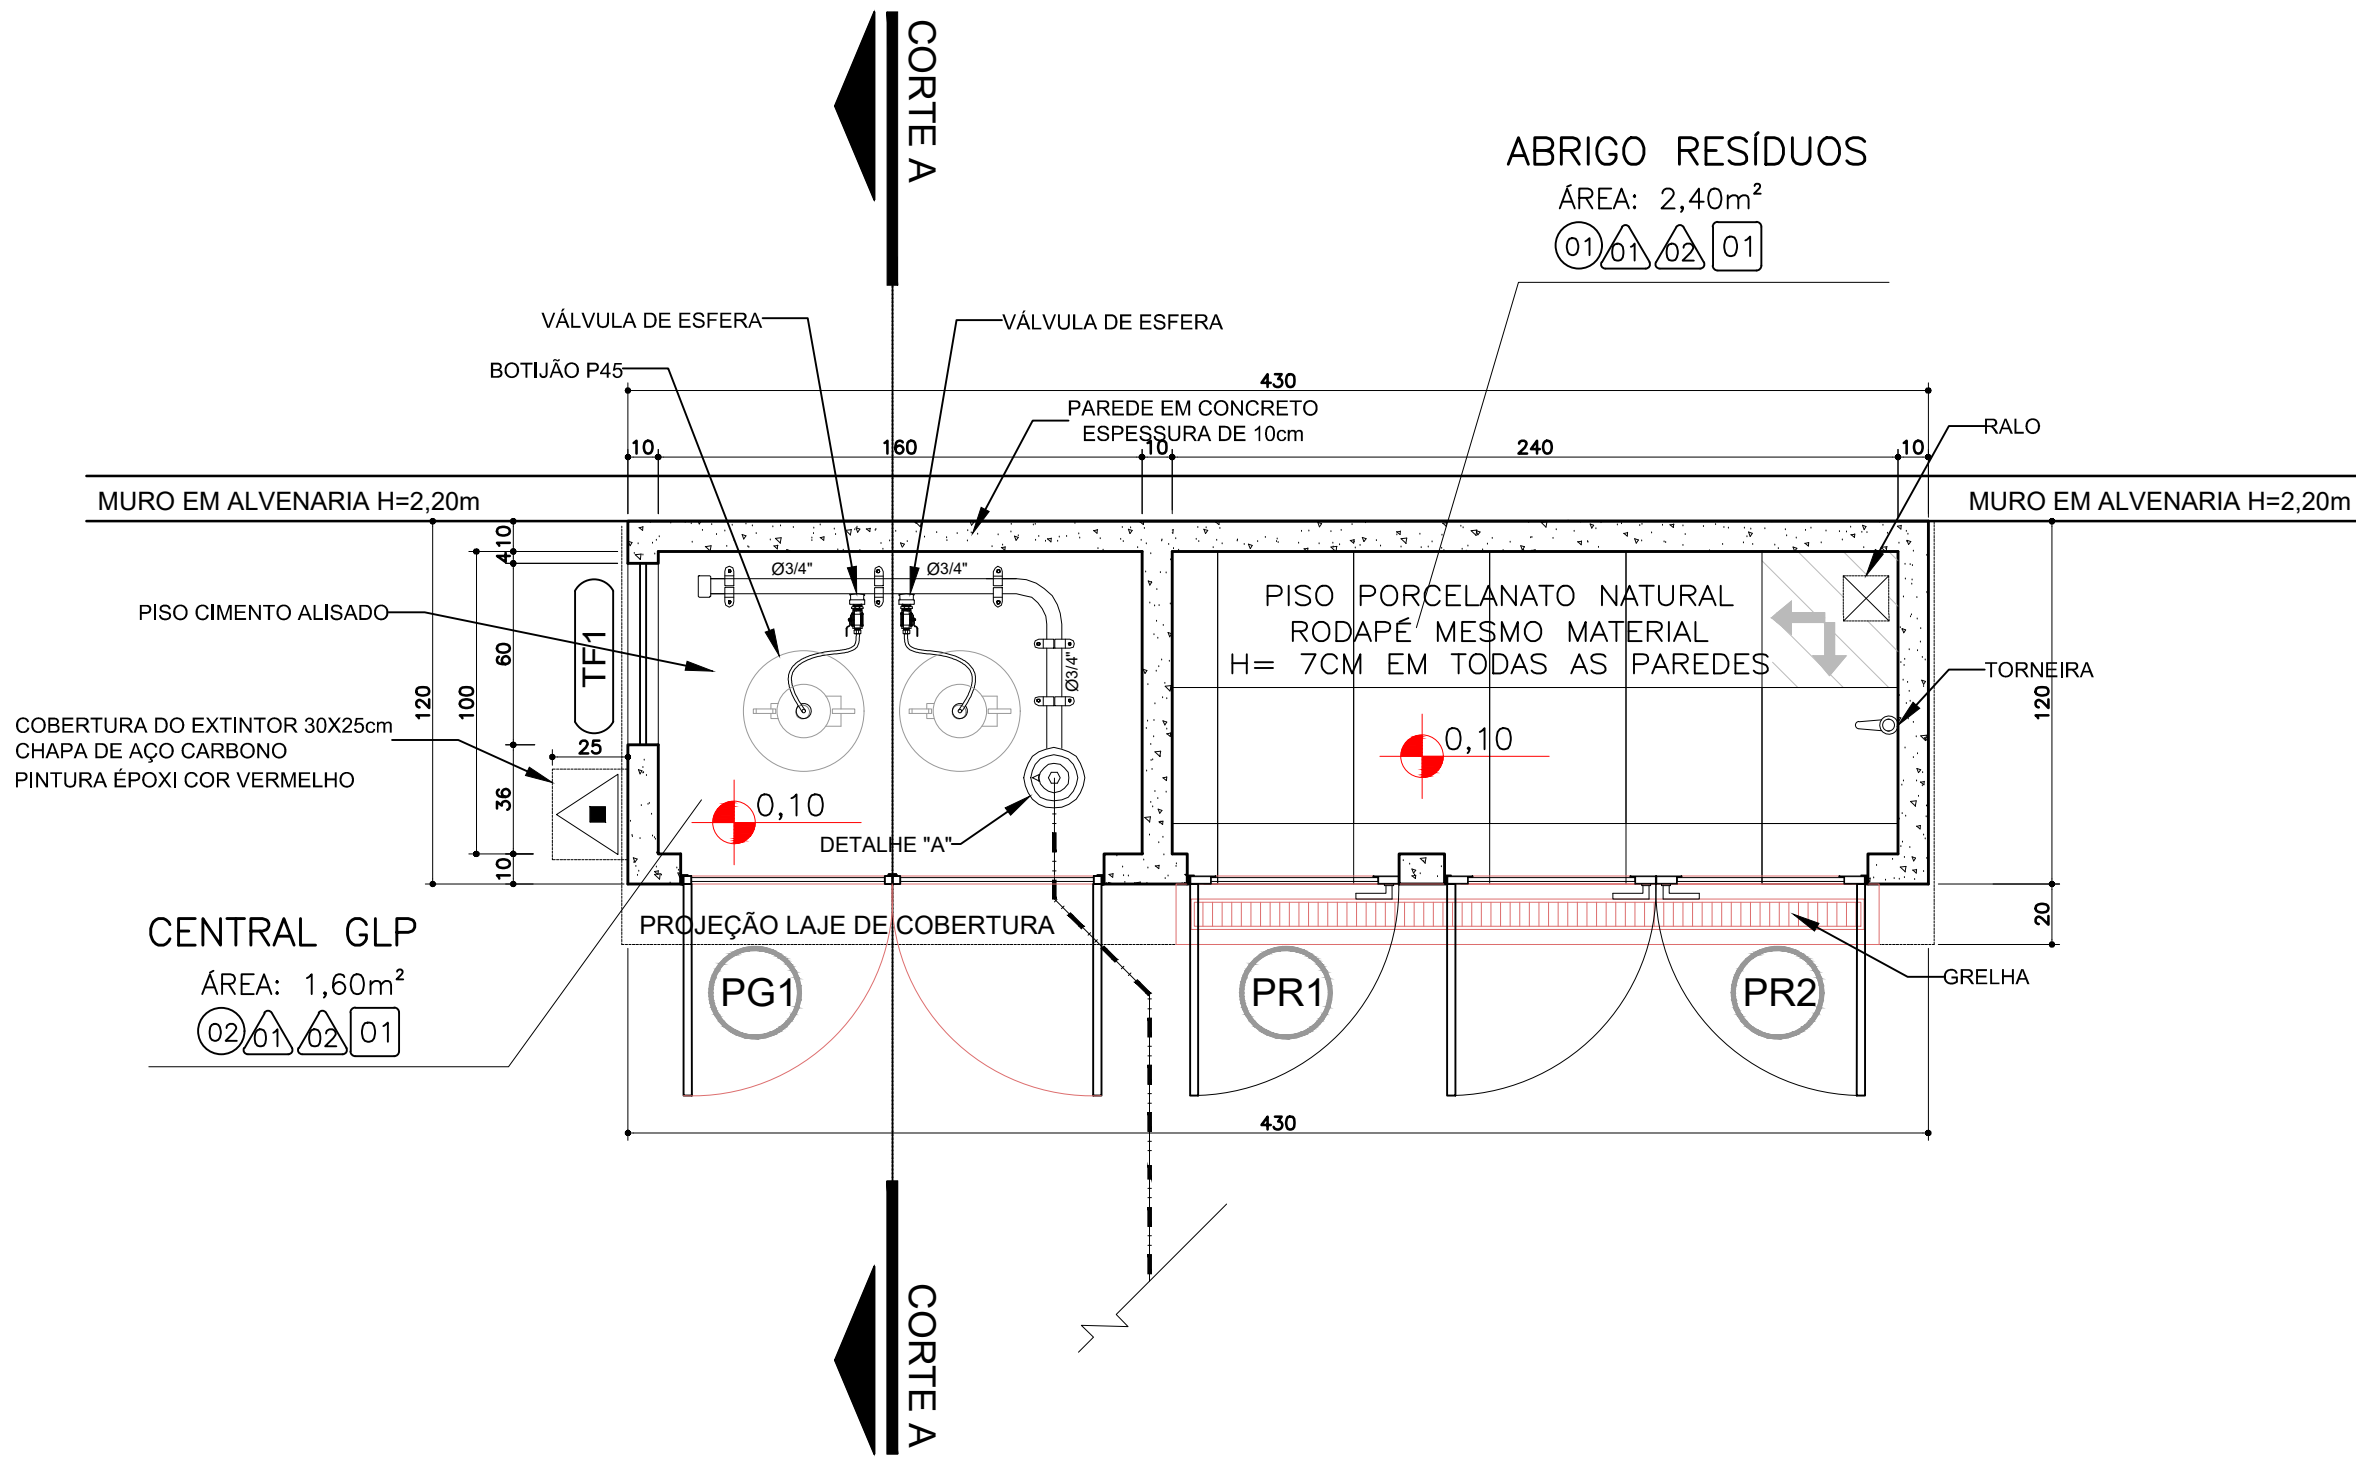 CORTE A
ABRIGO RESÍDUOS
ÁREA: 2,40m²
01 01 02 01
VÁLVULA DE ESFERA
VÁLVULA DE ESFERA
BOTIJÃO P45
430
PAREDE EM CONCRETO
ESPESSURA DE 10cm
RALO
10 160 10 240 10
MURO EM ALVENARIA H=2,20m
MURO EM ALVENARIA H=2,20m
10
4
Ø3/4"
Ø3/4"
PISO PORCELANATO NATURAL
RODAPÉ MESMO MATERIAL
H= 7CM EM TODAS AS PAREDES
PISO CIMENTO ALISADO
TF1
60
Ø3/4"
TORNEIRA
120
100
120
COBERTURA DO EXTINTOR 30X25cm
CHAPA DE AÇO CARBONO
PINTURA ÉPOXI COR VERMELHO
25
0,10
A
36
0,10
DETALHE "A"
10
PROJEÇÃO LAJE DE COBERTURA
20
CENTRAL GLP
ÁREA: 1,60m²
02 01 02 01
PG1
PR1
PR2
GRELHA
430
CORTE A